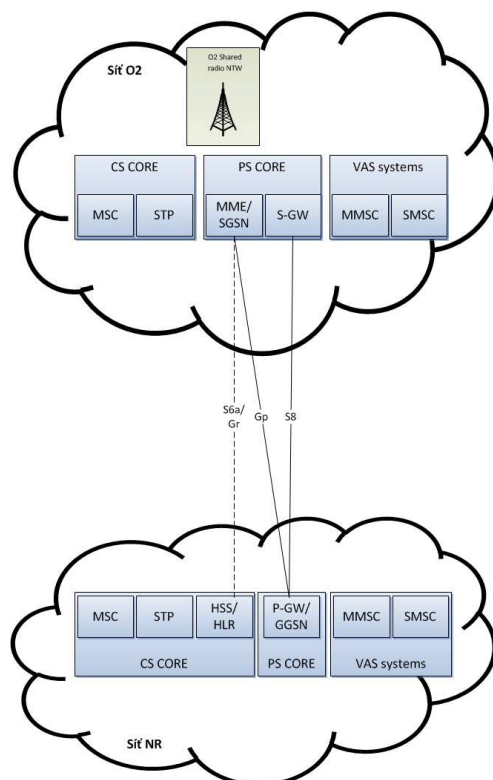 Síť O2
O2 Shared
radio NTW
CS CORE
PS CORE
VAS systems
MSC
STP
MME/
SGSN
S-GW
MMSC
SMSC
S6a/
Gr
Gp
S8
MSC
STP
HSS/
HLR
P-GW/
GGSN
MMSC
SMSC
CS CORE
PS CORE
VAS systems
Síť NR